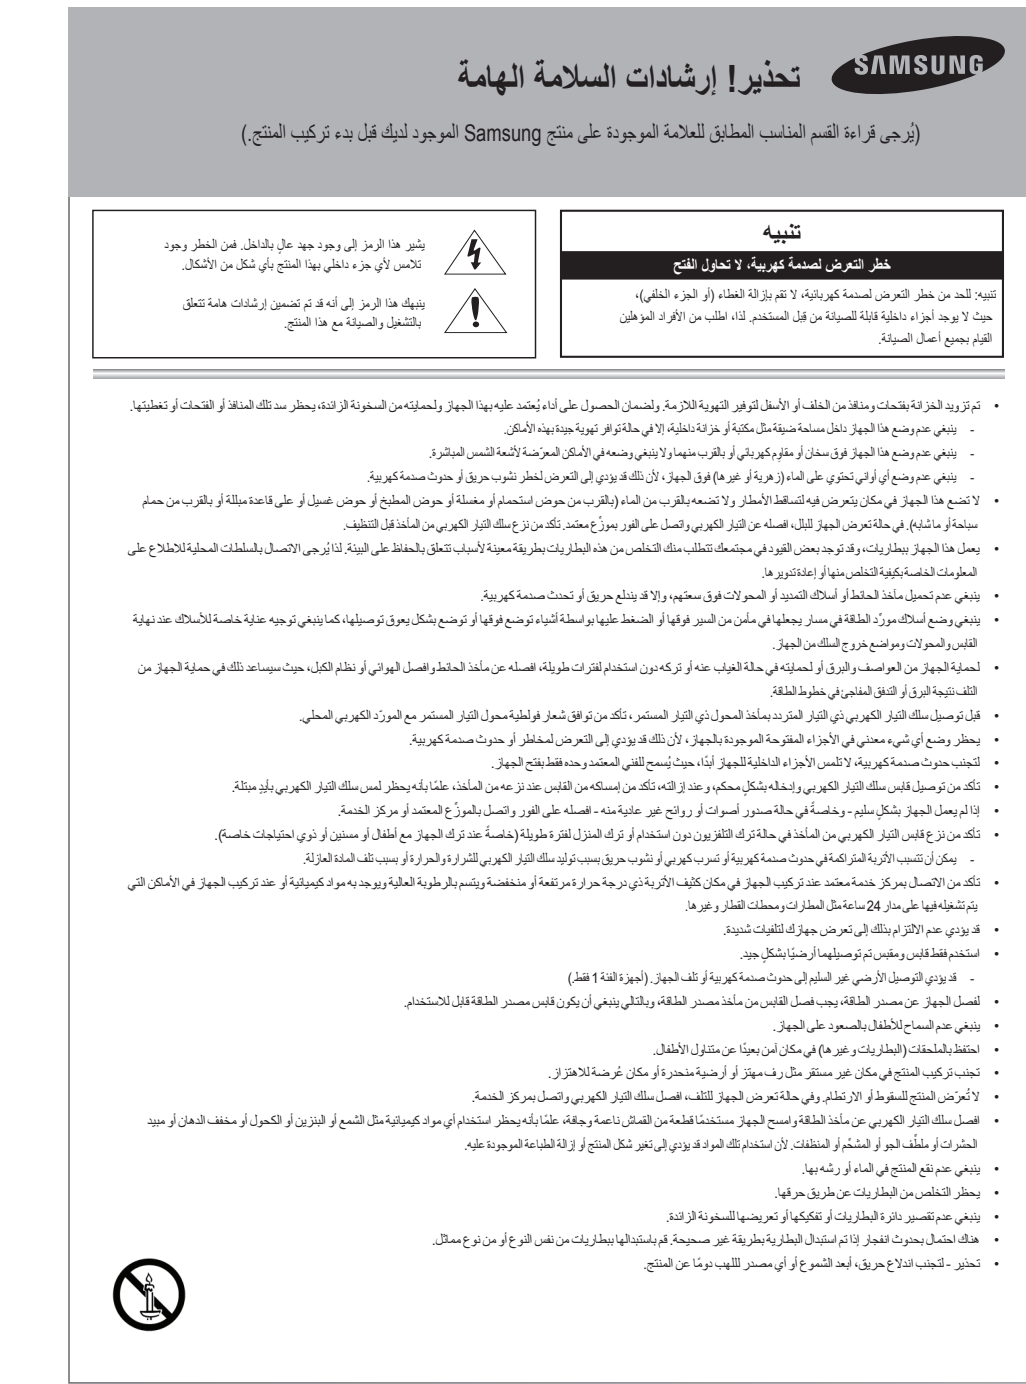 SAMSUNG
تحذير! إرشادات السلامة الهامة
(يُرجى قراءة القسم المناسب المطابق للعلامة الموجودة على منتج Samsung الموجود لديك قبل بدء تركيب المنتج.)
تنبيه
خطر التعرض لصدمة كهربية، لا تحاول الفتح
تنبيه: للحد من خطر التعرض لصدمة كهربائية، لا تقم بإزالة الغطاء (أو الجزء الخلفي)،
حيث لا يوجد أجزاء داخلية قابلة للصيانة من قِبل المستخدم. لذا، اطلب من الأفراد المؤهلين
القيام بجميع أعمال الصيانة.
يشير هذا الرمز إلى وجود جهد عالٍ بالداخل. فمن الخطر وجود
تلامس لأي جزء داخلي بهذا المنتج بأي شكل من الأشكال.
ينبهك هذا الرمز إلى أنه قد تم تضمين إرشادات هامة تتعلق
بالتشغيل والصيانة مع هذا المنتج.
• تم تزويد الخزانة بفتحات ومنافذ من الخلف أو الأسفل لتوفير التهوية اللازمة. ولضمان الحصول على أداء يُعتمد عليه بهذا الجهاز ولحمايته من السخونة الزائدة، يحظر سد تلك المنافذ أو الفتحات أو تغطيتها.
- ينبغي عدم وضع هذا الجهاز داخل مساحة ضيقة مثل مكتبة أو خزانة داخلية، إلا في حالة توافر تهوية جيدة بهذه الأماكن.
- ينبغي عدم وضع هذا الجهاز فوق سخان أو مقاوِم كهربائي أو بالقرب منهما ولا ينبغي وضعه في الأماكن المعرّضة لأشعة الشمس المباشرة.
- ينبغي عدم وضع أي أواني تحتوي على الماء (زهرية أو غيرها) فوق الجهاز، لأن ذلك قد يؤدي إلى التعرض لخطر نشوب حريق أو حدوث صدمة كهربية.
• لا تضع هذا الجهاز في مكان يتعرض فيه لتساقط الأمطار ولا تضعه بالقرب من الماء (بالقرب من حوض استحمام أو مغسلة أو حوض المطبخ أو حوض غسيل أو على قاعدة مبللة أو بالقرب من حمام
سباحة أو ما شابه). في حالة تعرض الجهاز للبلل، افصله عن التيار الكهربي واتصل على الفور بموزِّع معتمد. تأكد من نزع سلك التيار الكهربي من المأخذ قبل التنظيف.
• يعمل هذا الجهاز ببطاريات، وقد توجد بعض القيود في مجتمعك تتطلب منك التخلص من هذه البطاريات بطريقة معينة لأسباب تتعلق بالحفاظ على البيئة. لذا يُرجى الاتصال بالسلطات المحلية للاطلاع على
المعلومات الخاصة بكيفية التخلص منها أو إعادة تدويرها.
• ينبغي عدم تحميل مآخذ الحائط أو أسلاك التمديد أو المحولات فوق سعتهم، وإلا قد يندلع حريق أو تحدث صدمة كهربية.
• ينبغي وضع أسلاك مورِّد الطاقة في مسار يجعلها في مأمن من السير فوقها أو الضغط عليها بواسطة أشياء توضع فوقها أو توضع بشكل يعوق توصيلها، كما ينبغي توجيه عناية خاصة للأسلاك عند نهاية
القابس والمحولات ومواضع خروج السلك من الجهاز.
• لحماية الجهاز من العواصف والبرق أو لحمايته في حالة الغياب عنه أو تركه دون استخدام لفترات طويلة، افصله عن مأخذ الحائط وافصل الهوائي أو نظام الكبل، حيث سيساعد ذلك في حماية الجهاز من
التلف نتيجة البرق أو التدفق المفاجئ في خطوط الطاقة.
• قبل توصيل سلك التيار الكهربي ذي التيار المتردد بمأخذ المحول ذي التيار المستمر، تأكد من توافق شعار فولطية محول التيار المستمر مع المورّد الكهربي المحلي.
• يحظر وضع أي شيء معدني في الأجزاء المفتوحة الموجودة بالجهاز، لأن ذلك قد يؤدي إلى التعرض لمخاطر أو حدوث صدمة كهربية.
• لتجنب حدوث صدمة كهربية، لا تلمس الأجزاء الداخلية للجهاز أبدًا، حيث يُسمح للفني المعتمد وحده فقط بفتح الجهاز.
• تأكد من توصيل قابس سلك التيار الكهربي وإدخاله بشكلٍ محكم، وعند إزالته، تأكد من إمساكه من القابس عند نزعه من المأخذ، علمًا بأنه يحظر لمس سلك التيار الكهربي بأيدٍ مبتلة.
• إذا لم يعمل الجهاز بشكلٍ سليم - وخاصةً في حالة صدور أصوات أو روائح غير عادية منه - افصله على الفور واتصل بالموزِّع المعتمد أو مركز الخدمة.
• تأكد من نزع قابس التيار الكهربي من المأخذ في حالة ترك التلفزيون دون استخدام أو ترك المنزل لفترة طويلة (خاصةً عند ترك الجهاز مع أطفال أو مسنين أو ذوي احتياجات خاصة).
- يمكن أن تتسبب الأتربة المتراكمة في حدوث صدمة كهربية أو تسرب كهربي أو نشوب حريق بسبب توليد سلك التيار الكهربي للشرارة والحرارة أو بسبب تلف المادة العازلة.
• تأكد من الاتصال بمركز خدمة معتمد عند تركيب الجهاز في مكان كثيف الأتربة ذي درجة حرارة مرتفعة أو منخفضة ويتسم بالرطوبة العالية ويوجد به مواد كيميائية أو عند تركيب الجهاز في الأماكن التي
يتم تشغيله فيها على مدار 24 ساعة مثل المطارات ومحطات القطار وغيرها.
• قد يؤدي عدم الالتزام بذلك إلى تعرض جهازك لتلفيات شديدة.
• استخدم فقط قابس ومقبس تم توصيلهما أرضيًا بشكلٍ جيد.
- قد يؤدي التوصيل الأرضي غير السليم إلى حدوث صدمة كهربية أو تلف الجهاز. (أجهزة الفئة 1 فقط.)
• لفصل الجهاز عن مصدر الطاقة، يجب فصل القابس من مأخذ مصدر الطاقة، وبالتالي ينبغي أن يكون قابس مصدر الطاقة قابل للاستخدام.
• ينبغي عدم السماح للأطفال بالصعود على الجهاز.
• احتفظ بالملحقات (البطاريات وغيرها) في مكان آمن بعيدًا عن متناول الأطفال.
• تجنب تركيب المنتج في مكان غير مستقر مثل رف مهتز أو أرضية منحدرة أو مكان عُرضة للاهتزاز.
• لا تُعرّض المنتج للسقوط أو الارتطام. وفي حالة تعرض الجهاز للتلف، افصل سلك التيار الكهربي واتصل بمركز الخدمة.
• افصل سلك التيار الكهربي عن مأخذ الطاقة وامسح الجهاز مستخدمًا قطعة من القماش ناعمة وجافة، علمًا بأنه يحظر استخدام أي مواد كيميائية مثل الشمع أو البنزين أو الكحول أو مخفف الدهان أو مبيد
الحشرات أو ملطِّف الجو أو المشحِّم أو المنظفات. لأن استخدام تلك المواد قد يؤدي إلى تغير شكل المنتج أو إزالة الطباعة الموجودة عليه.
• ينبغي عدم نقع المنتج في الماء أو رشه بها.
• يحظر التخلص من البطاريات عن طريق حرقها.
• ينبغي عدم تقصير دائرة البطاريات أو تفكيكها أو تعريضها للسخونة الزائدة.
• هناك احتمال بحدوث انفجار إذا تم استبدال البطارية بطريقة غير صحيحة. قم باستبدالها ببطاريات من نفس النوع أو من نوع مماثل.
• تحذير - لتجنب اندلاع حريق، أبعد الشموع أو أي مصدر للهب دومًا عن المنتج.